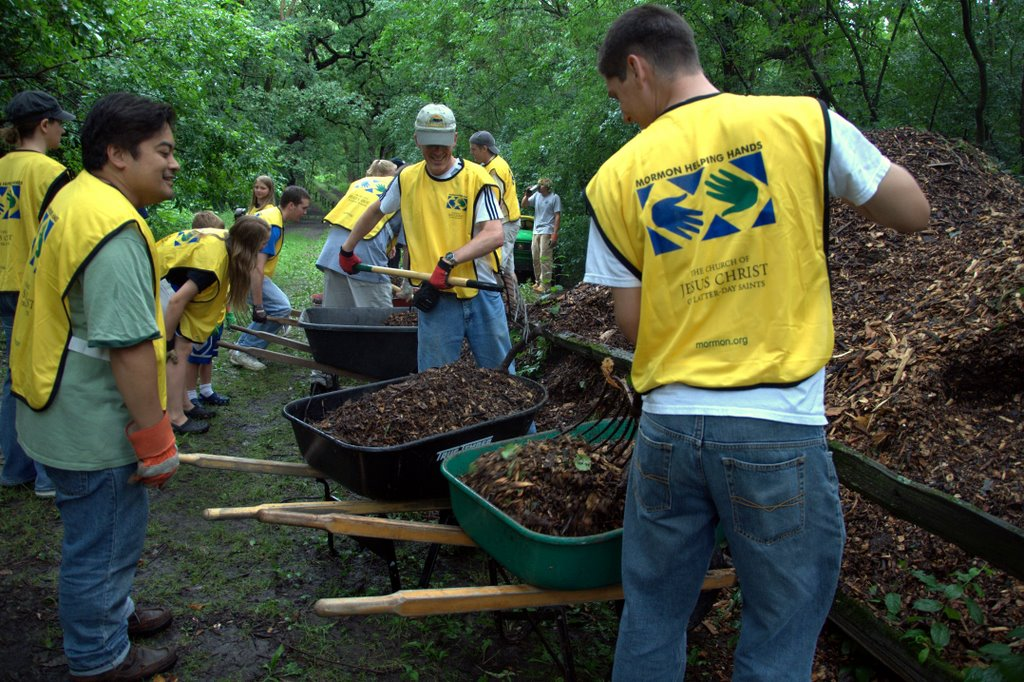 MORMON HELPING HANDS
THE CHURCH OF
JESUS CHRIST
OF LATTER-DAY SAINTS
mormon.org
TRUE TEMPER